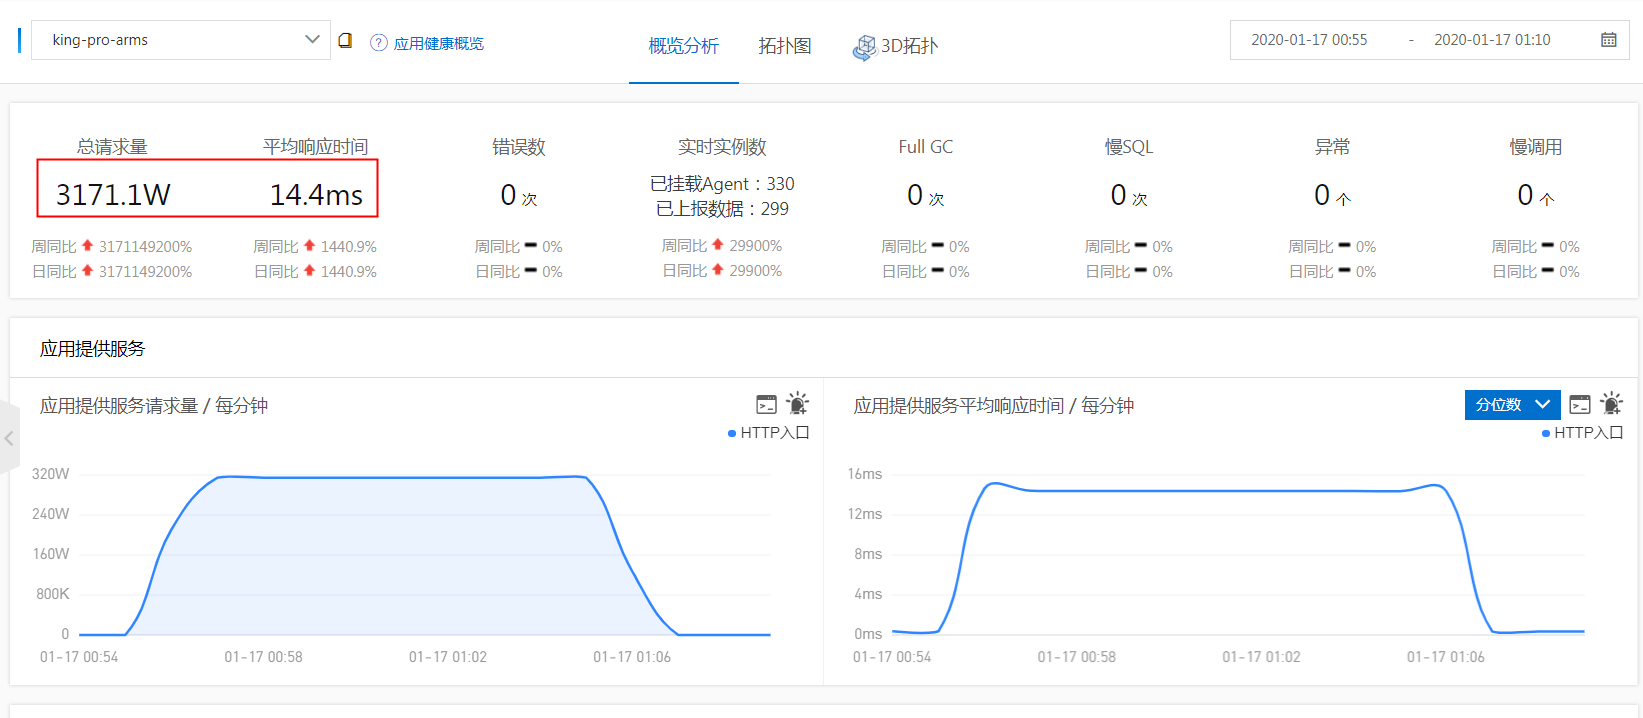 king-pro-arms
? 应用健康概览
概览分析
拓扑图
3D拓扑
2020-01-17 00:55 - 2020-01-17 01:10
总请求量 平均响应时间 错误数 实时实例数 Full GC 慢SQL 异常 慢调用
3171.1W 14.4ms 0 次 已挂载Agent：330 0 次 0 次 0 个 0 个
已上报数据：299
周同比 3171149200% 周同比 1440.9% 周同比 0% 周同比 29900% 周同比 0% 周同比 0% 周同比 0% 周同比 0%
日同比 3171149200% 日同比 1440.9% 日同比 0% 日同比 29900% 日同比 0% 日同比 0% 日同比 0% 日同比 0%
应用提供服务
应用提供服务请求量 / 每分钟
HTTP入口
320W
240W
160W
800K
0
01-17 00:54 01-17 00:58 01-17 01:02 01-17 01:06
应用提供服务平均响应时间 / 每分钟
分位数
HTTP入口
16ms
12ms
8ms
4ms
0ms
01-17 00:54 01-17 00:58 01-17 01:02 01-17 01:06